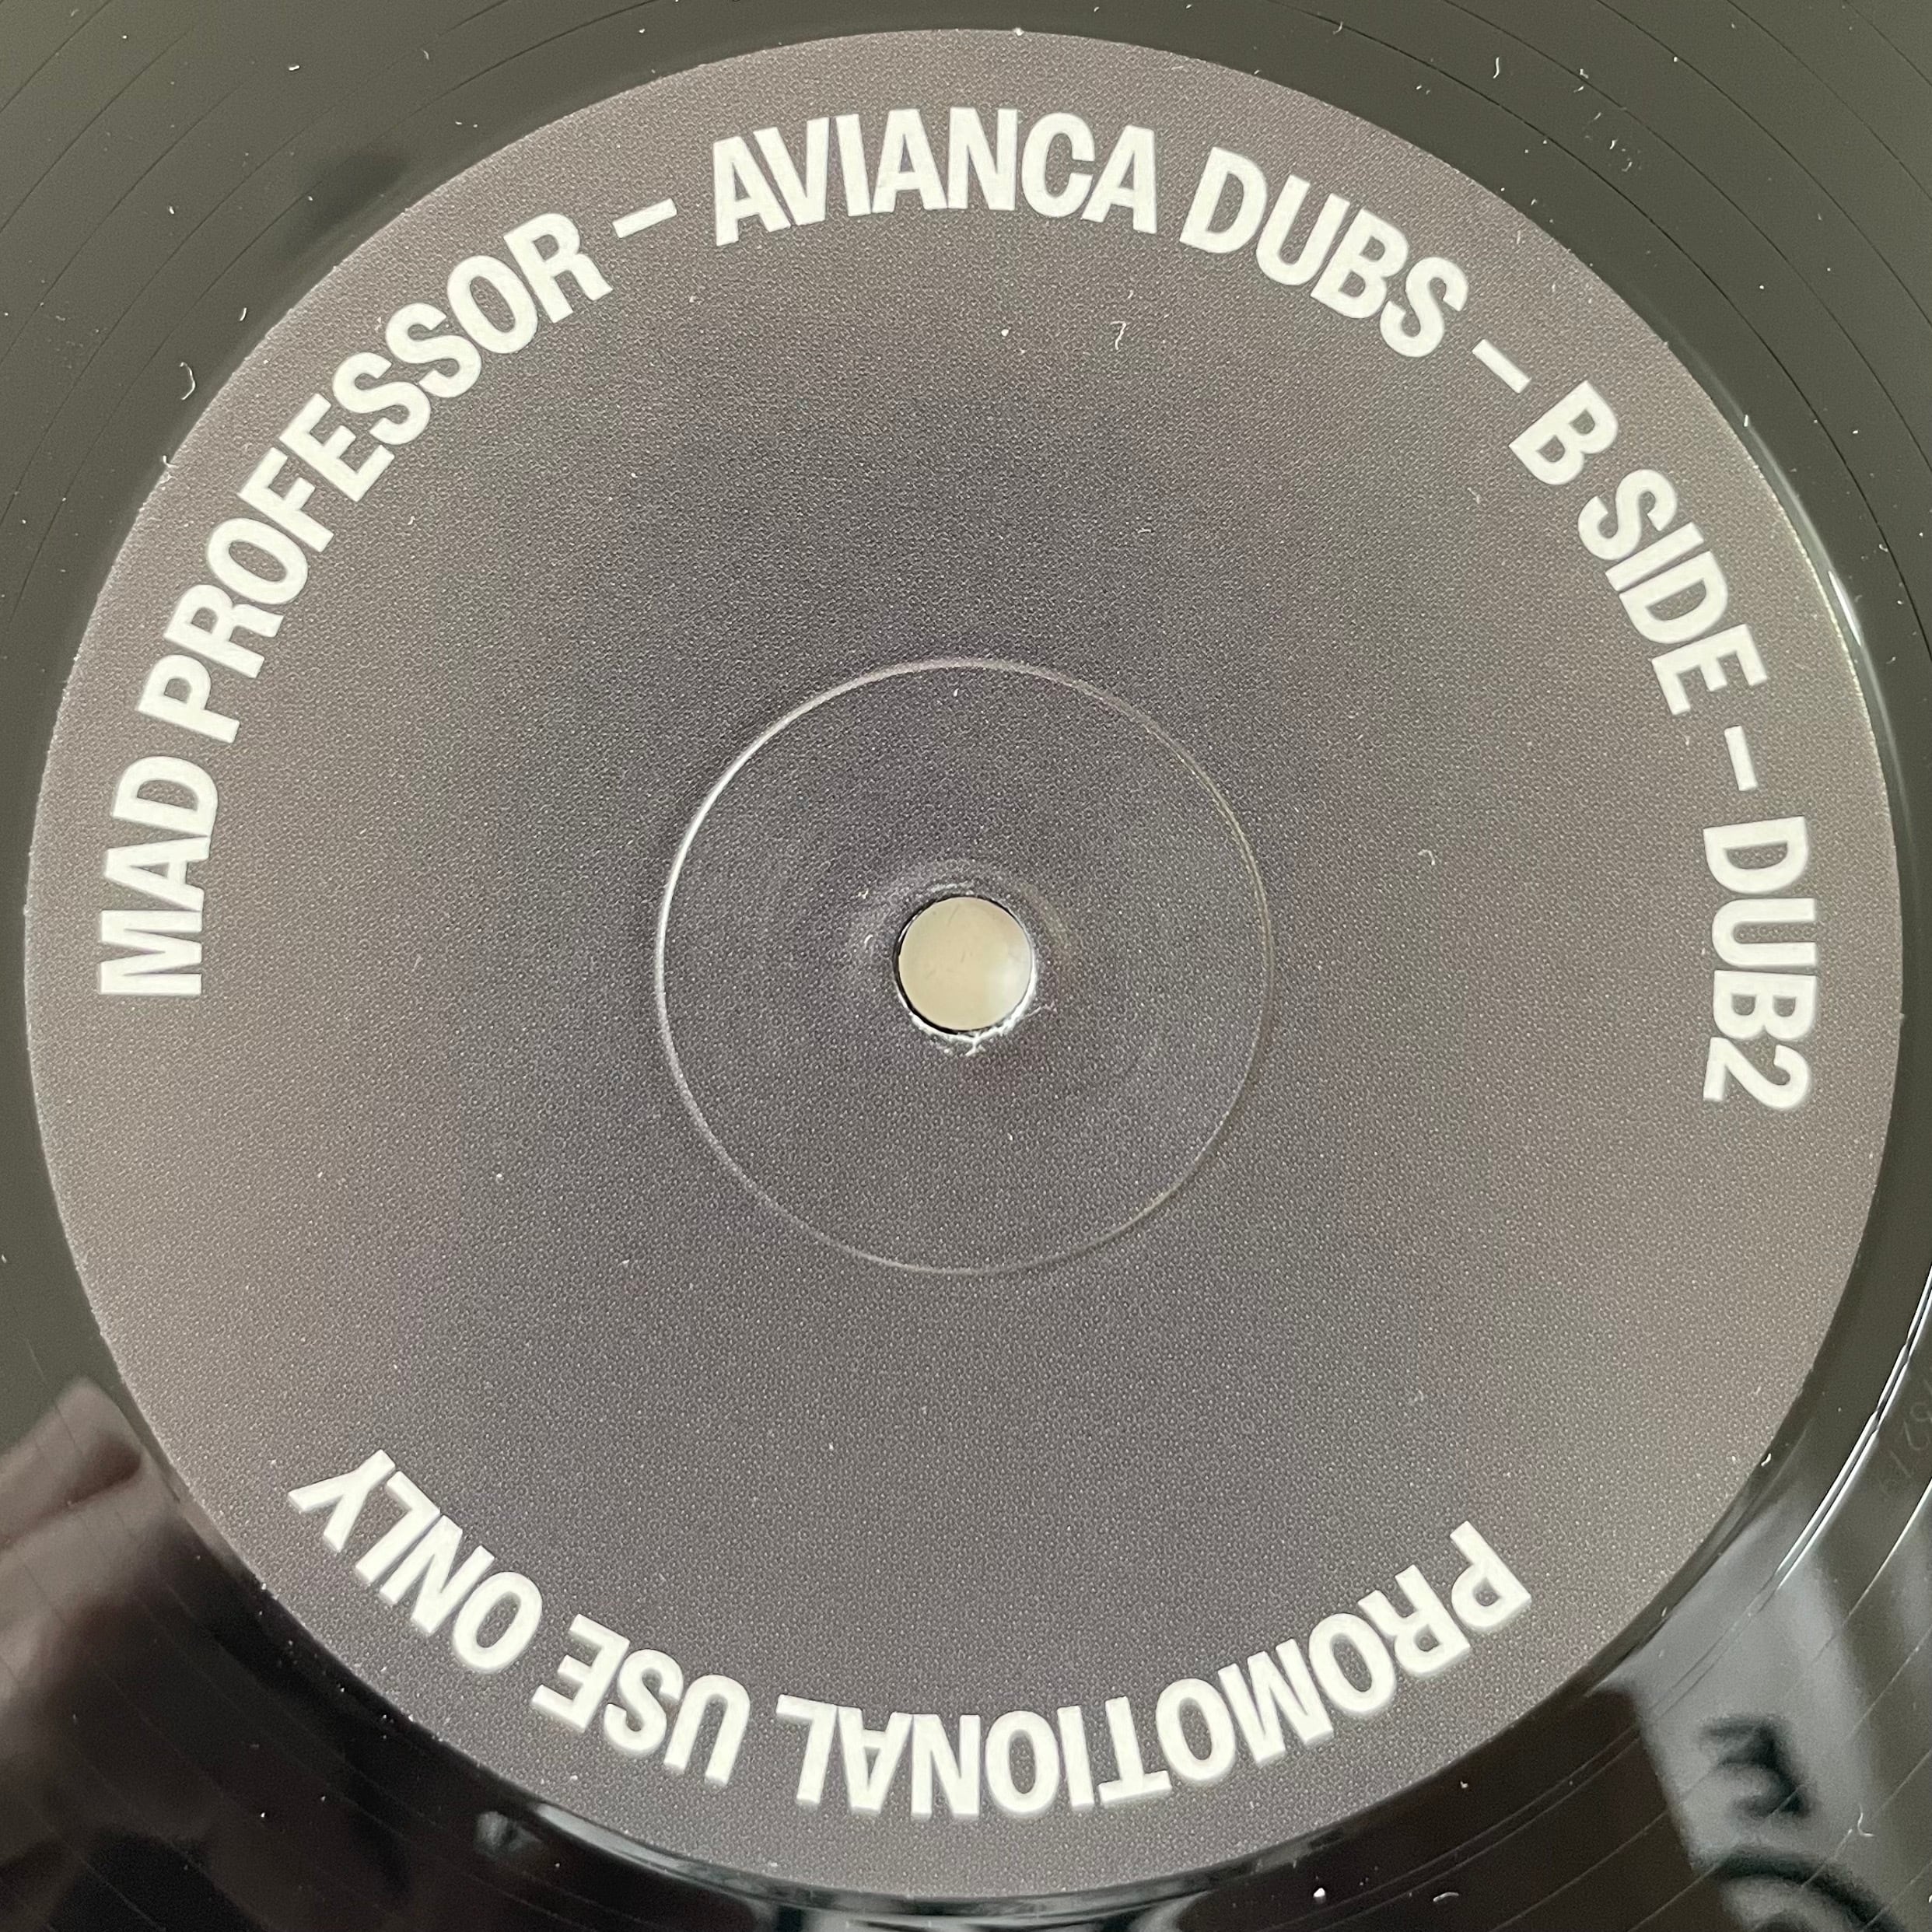 MAD PROFESSOR – AVIANCA DUBS – B SIDE – DUB2
PROMOTIONAL USE ONLY